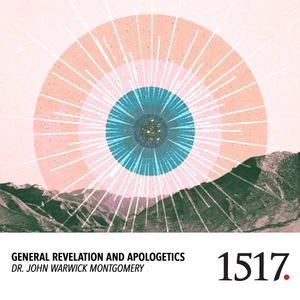 GENERAL REVELATION AND APOLOGETICS
DR. JOHN WARWICK MONTGOMERY
1517.